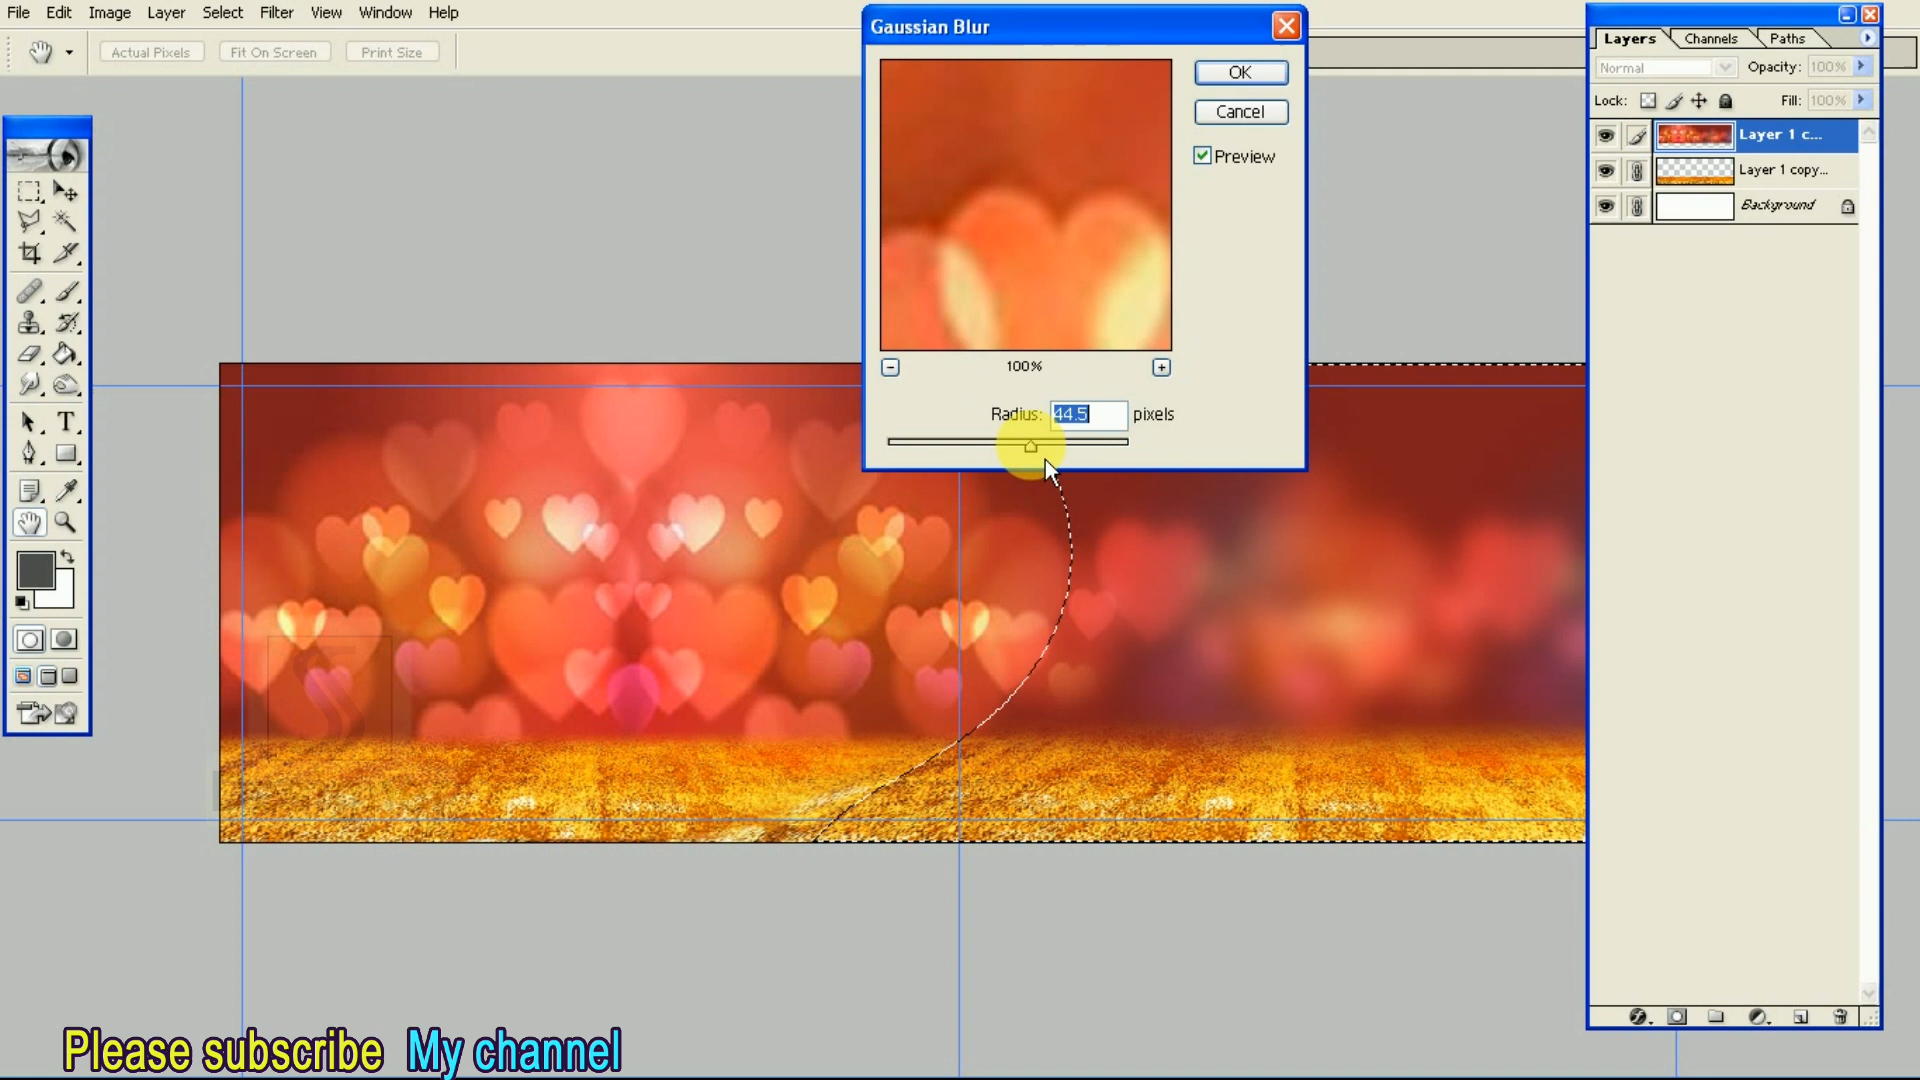 File Edit Image Layer Select Filter View Window Help
Actual Pixels Fit On Screen Print Size
Gaussian Blur
OK
Cancel
Preview
100%
Radius: 44.5 pixels
Layers Channels Paths
Normal Opacity: 100%
Lock: Fill: 100%
Layer 1 c...
Layer 1 copy...
Background
T
Please subscribe My channel